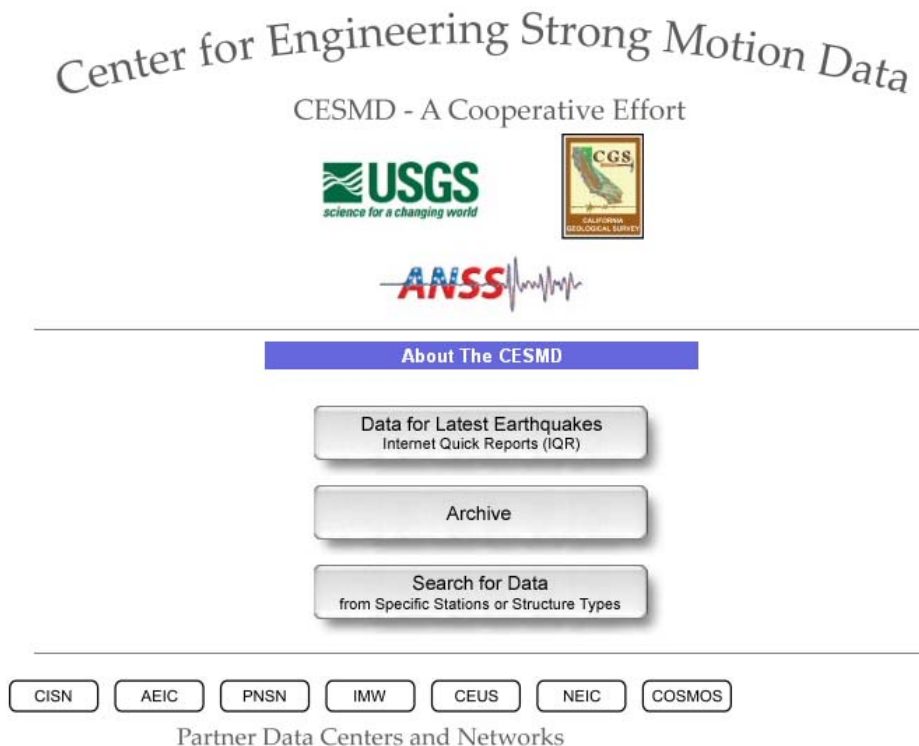 Center for Engineering Strong Motion Data
CESMD - A Cooperative Effort
USGS
science for a changing world
CGS
CALIFORNIA
GEOLOGICAL SURVEY
ANSS
About The CESMD
Data for Latest Earthquakes
Internet Quick Reports (IQR)
Archive
Search for Data
from Specific Stations or Structure Types
CISN AEIC PNSN IMW CEUS NEIC COSMOS
Partner Data Centers and Networks